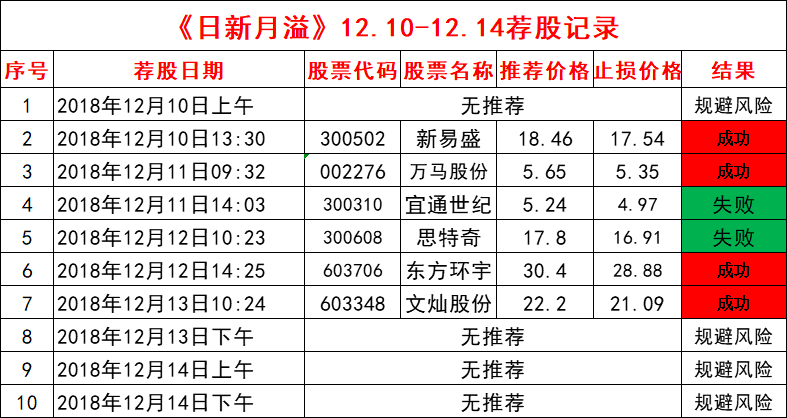 《日新月溢》12.10-12.14荐股记录
序号 荐股日期 股票代码 股票名称 推荐价格 止损价格 结果
1 2018年12月10日上午 无推荐 规避风险
2 2018年12月10日13:30 300502 新易盛 18.46 17.54 成功
3 2018年12月11日09:32 002276 万马股份 5.65 5.35 成功
4 2018年12月11日14:03 300310 宜通世纪 5.24 4.97 失败
5 2018年12月12日10:23 300608 思特奇 17.8 16.91 失败
6 2018年12月12日14:25 603706 东方环宇 30.4 28.88 成功
7 2018年12月13日10:24 603348 文灿股份 22.2 21.09 成功
8 2018年12月13日下午 无推荐 规避风险
9 2018年12月14日上午 无推荐 规避风险
10 2018年12月14日下午 无推荐 规避风险